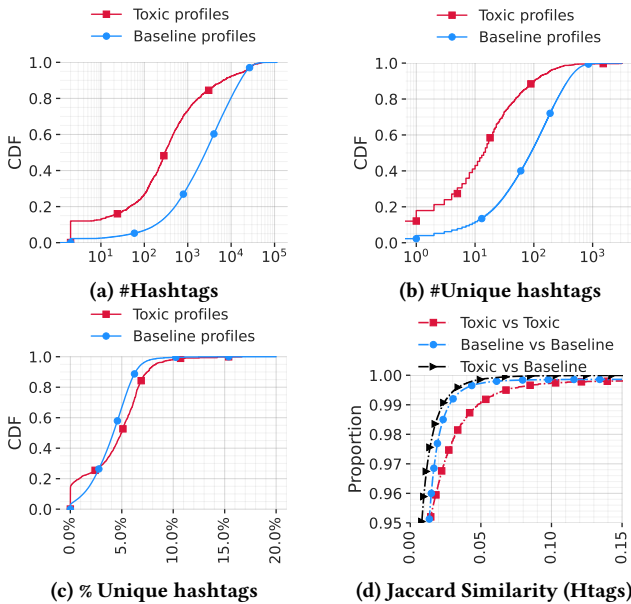 Toxic profiles
Baseline profiles
1.0
0.8
0.6
0.4
0.2
0.0
CDF
10¹ 10² 10³ 10⁴ 10⁵
(a) #Hashtags
Toxic profiles
Baseline profiles
1.0
0.8
0.6
0.4
0.2
0.0
CDF
10⁰ 10¹ 10² 10³
(b) #Unique hashtags
Toxic profiles
Baseline profiles
1.0
0.8
0.6
0.4
0.2
0.0
CDF
0.0% 5.0% 10.0% 15.0% 20.0%
(c) % Unique hashtags
Toxic vs Toxic
Baseline vs Baseline
Toxic vs Baseline
1.00
0.99
0.98
0.97
0.96
0.95
Proportion
0.00 0.05 0.10 0.15
(d) Jaccard Similarity (Htags)